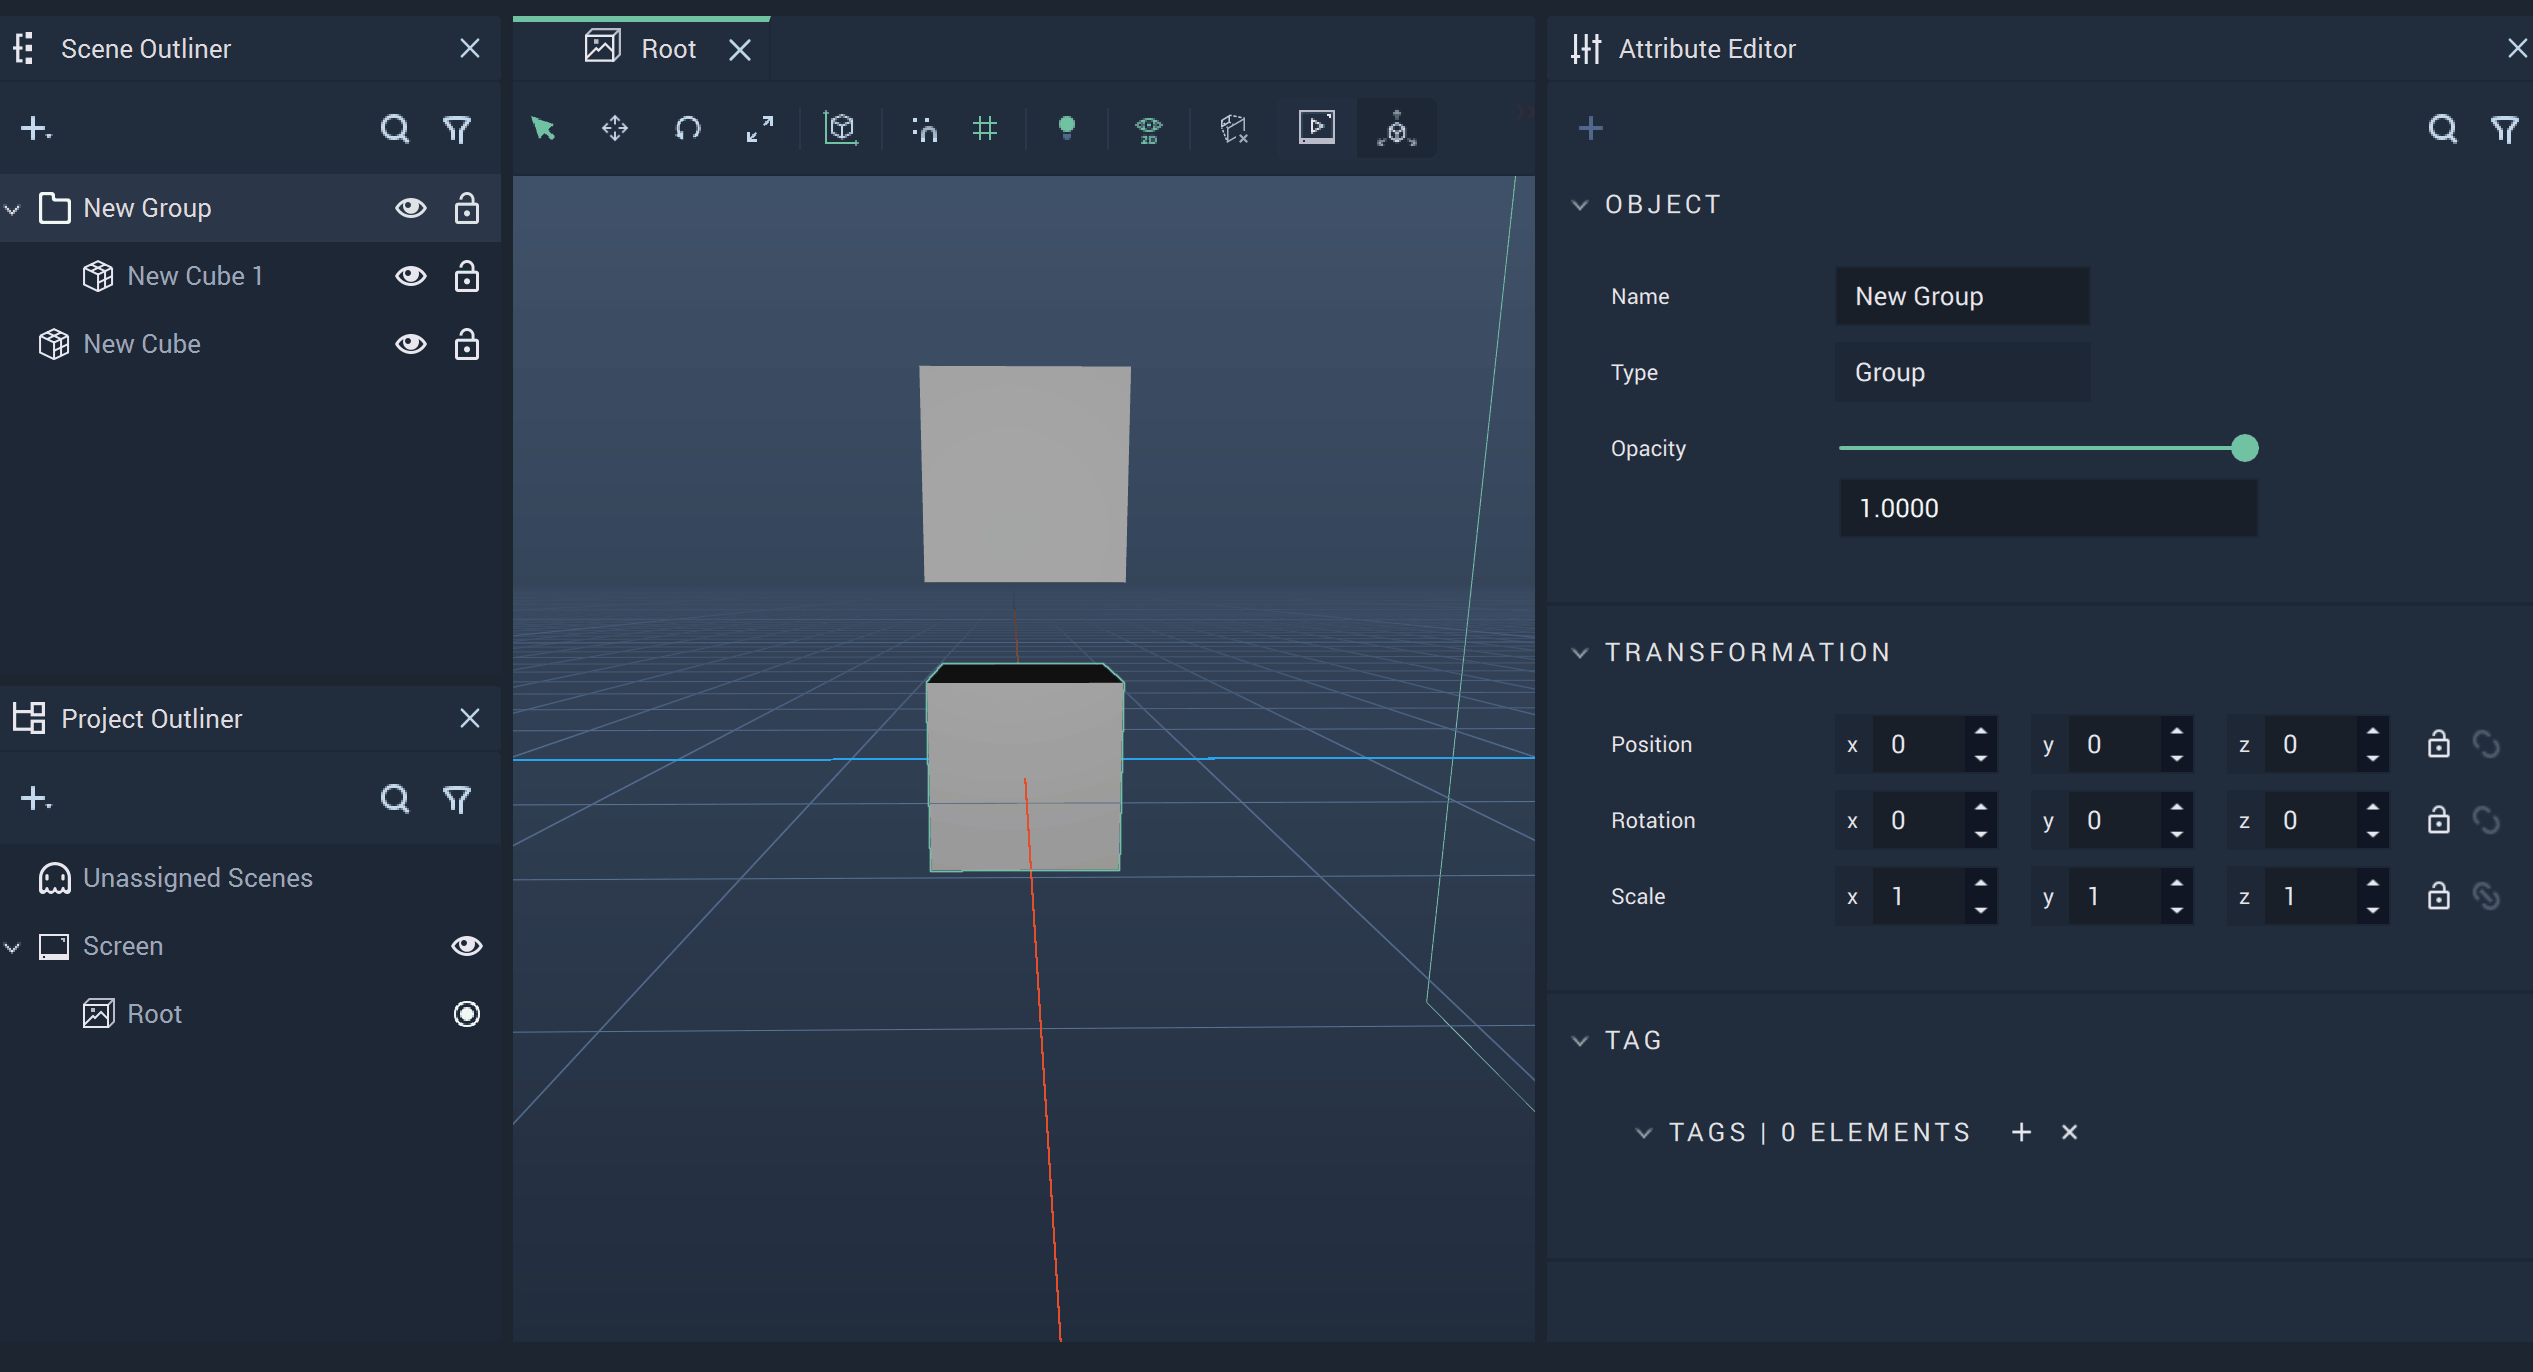 Scene Outliner
New Group
New Cube 1
New Cube
Project Outliner
Unassigned Scenes
Screen
Root
Root
2D
Attribute Editor
OBJECT
Name New Group
Type Group
Opacity
1.0000
TRANSFORMATION
Position x 0 y 0 z 0
Rotation x 0 y 0 z 0
Scale x 1 y 1 z 1
TAG
TAGS | 0 ELEMENTS